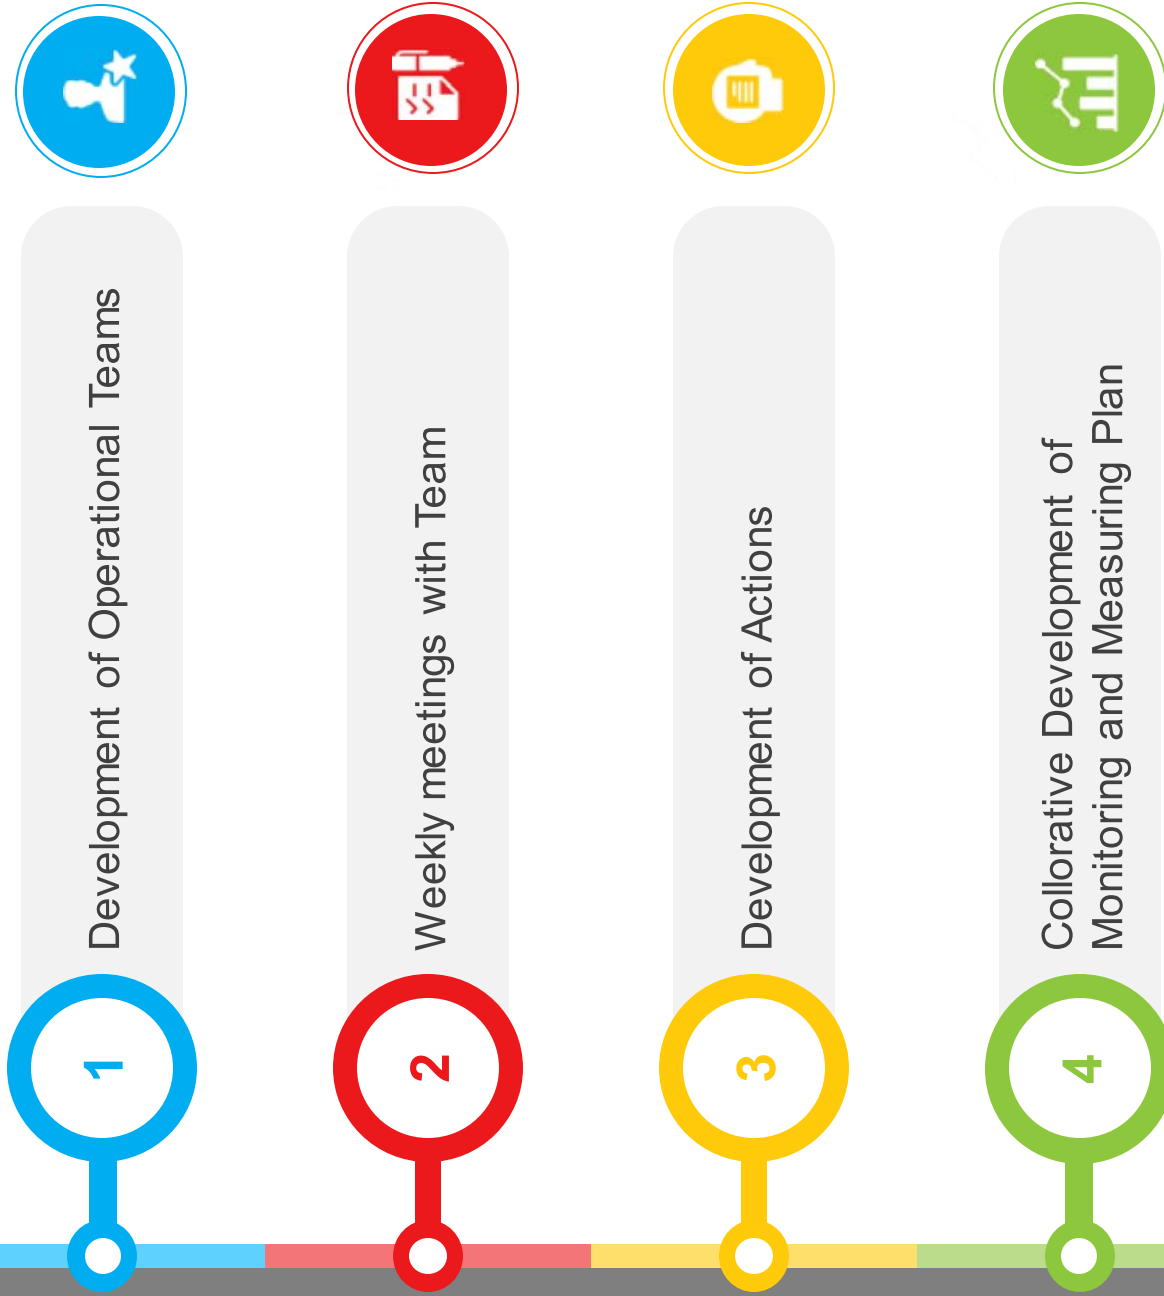 1
Development of Operational Teams
2
Weekly meetings with Team
3
Development of Actions
4
Collorative Development of
Monitoring and Measuring Plan